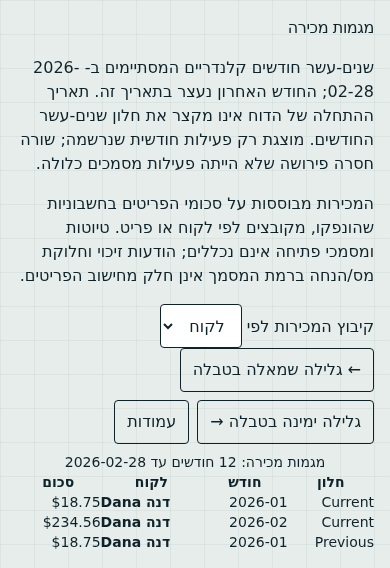 מגמות מכירה
שנים-עשר חודשים קלנדריים המסתיימים ב- 2026-
02-28; החודש האחרון נעצר בתאריך זה. תאריך
ההתחלה של הדוח אינו מקצר את חלון שנים-עשר
החודשים. מוצגת רק פעילות חודשית שנרשמה; שורה
חסרה פירושה שלא הייתה פעילות מסמכים כלולה.
המכירות מבוססות על סכומי הפריטים בחשבוניות
שהונפקו, מקובצים לפי לקוח או פריט. טיוטות
ומסמכי פתיחה אינם נכללים; הודעות זיכוי וחלוקת
מס/הנחה ברמת המסמך אינן חלק מחישוב הפריטים.
קיבוץ המכירות לפי לקוח
← גלילה שמאלה בטבלה
גלילה ימינה בטבלה →
עמודות
מגמות מכירה: 12 חודשים עד 2026-02-28
חלון חודש לקוח סכום
Current 2026-01 דנה Dana $18.75
Current 2026-02 דנה Dana $234.56
Previous 2026-01 דנה Dana $18.75